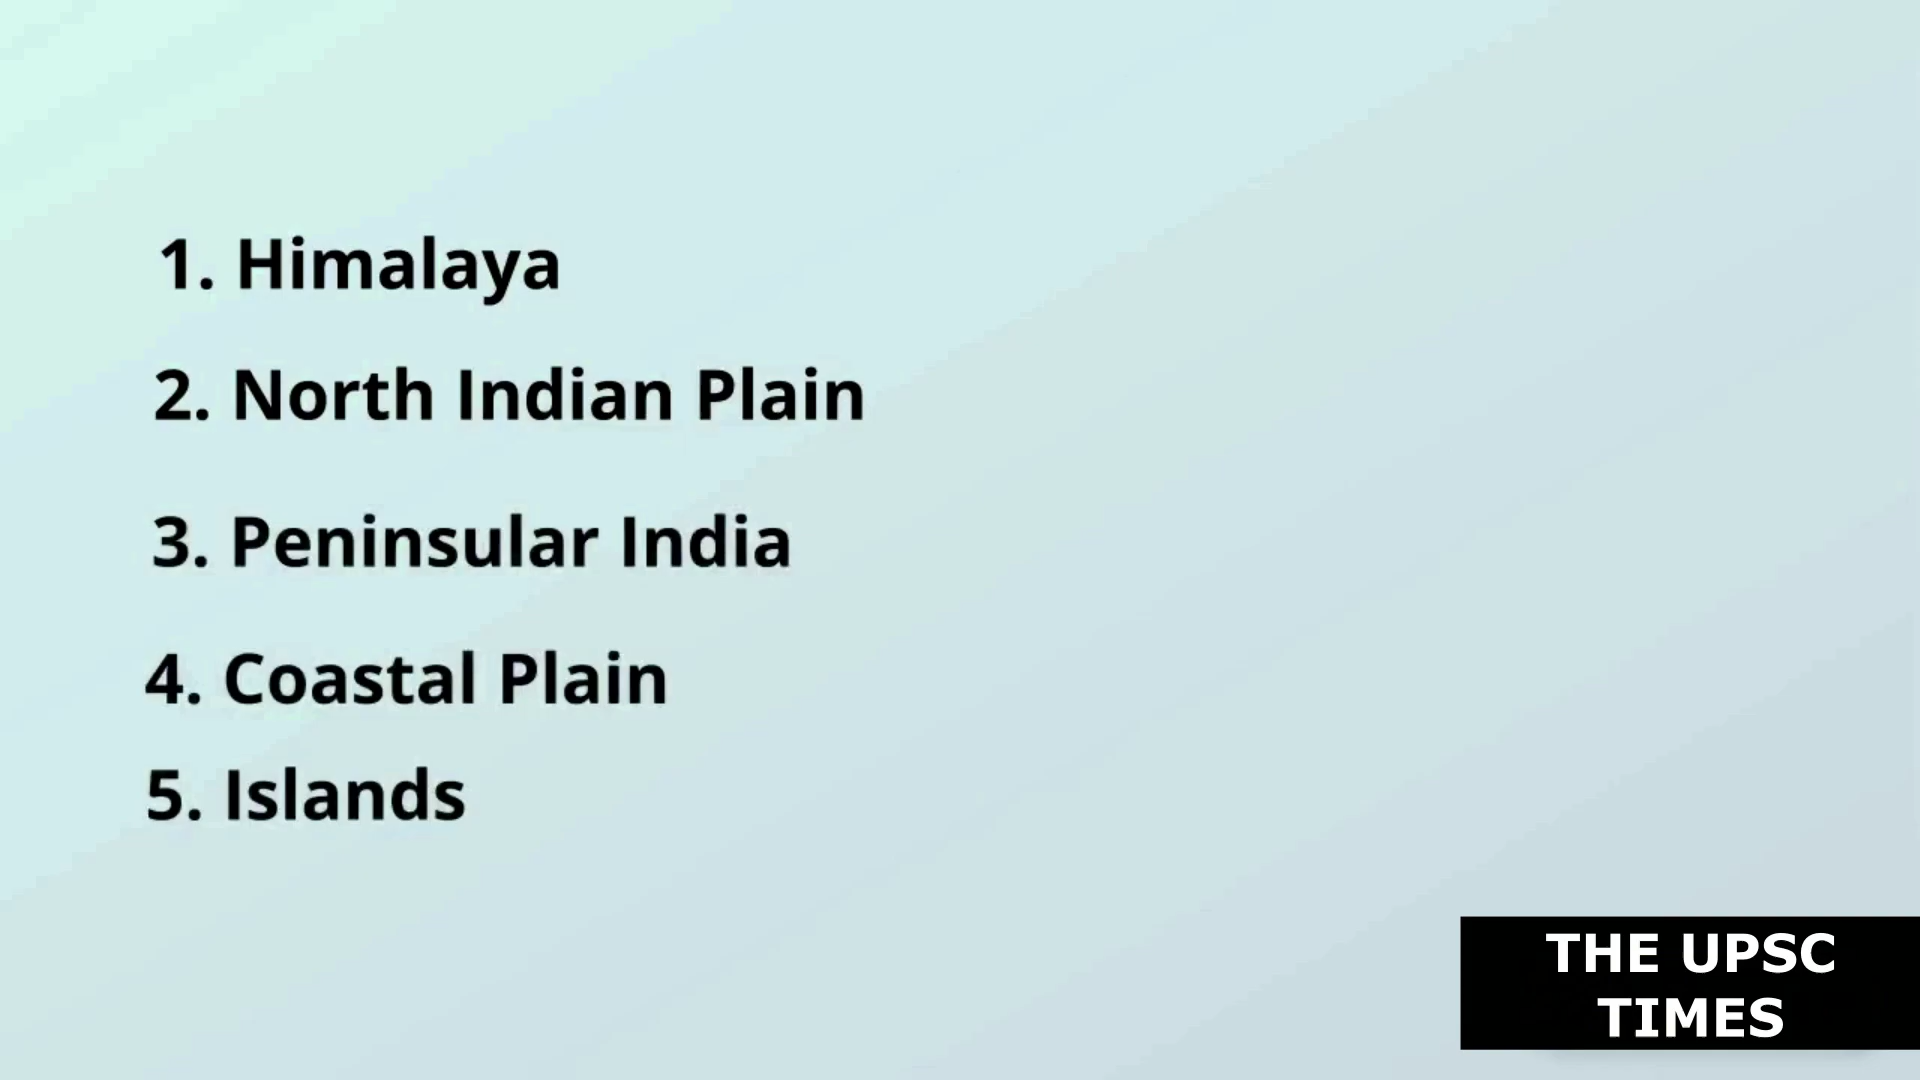 1. Himalaya
2. North Indian Plain
3. Peninsular India
4. Coastal Plain
5. Islands
THE UPSC
TIMES